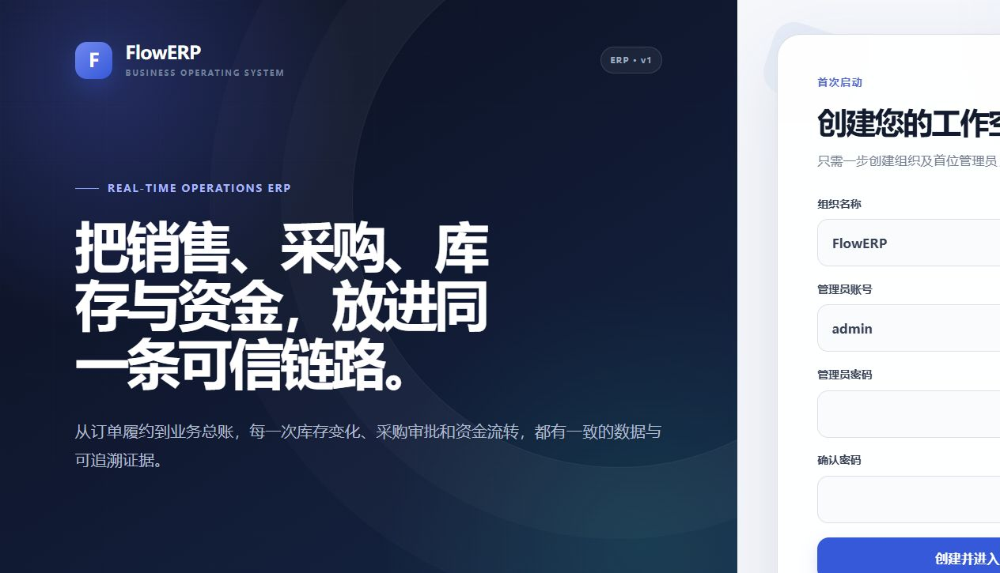 F
FlowERP
BUSINESS OPERATING SYSTEM
ERP • v1
REAL-TIME OPERATIONS ERP
把销售、采购、库
存与资金，放进同
一条可信链路。
从订单履约到业务总账，每一次库存变化、采购审批和资金流转，都有一致的数据与
可追溯证据。
首次启动
创建您的工作空
只需一步创建组织及首位管理员
组织名称
FlowERP
管理员账号
admin
管理员密码
确认密码
创建并进入